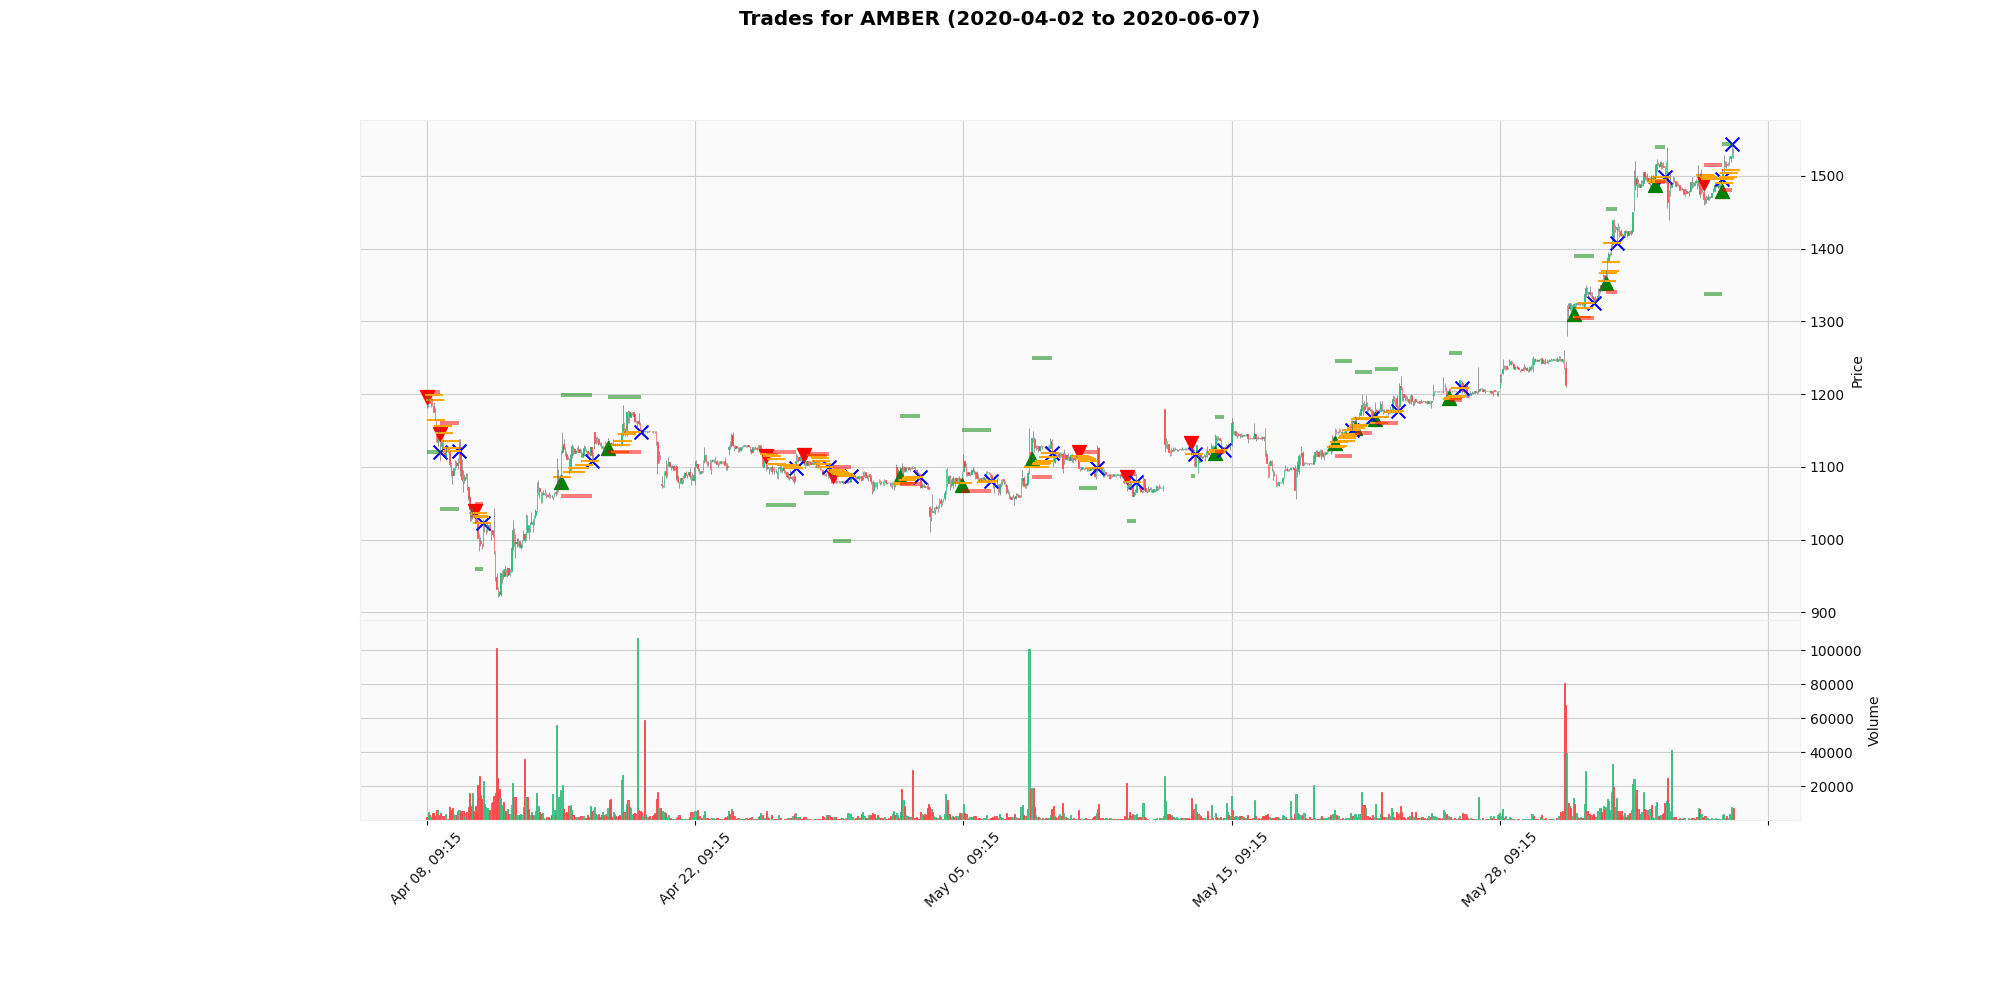 Trades for AMBER (2020-04-02 to 2020-06-07)
1500
1400
1300
1200
1100
1000
900
Price
100000
80000
60000
40000
20000
Volume
Apr 08, 09:15
Apr 22, 09:15
May 05, 09:15
May 15, 09:15
May 28, 09:15